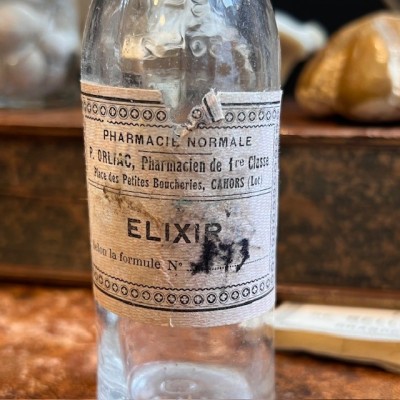 PHARMACIE NORMALE
P. ORLIAC, Pharmacien de 1re Classe
Place des Petites Boucheries, CAHORS (Lot)
ELIXIR
Selon la formule N°